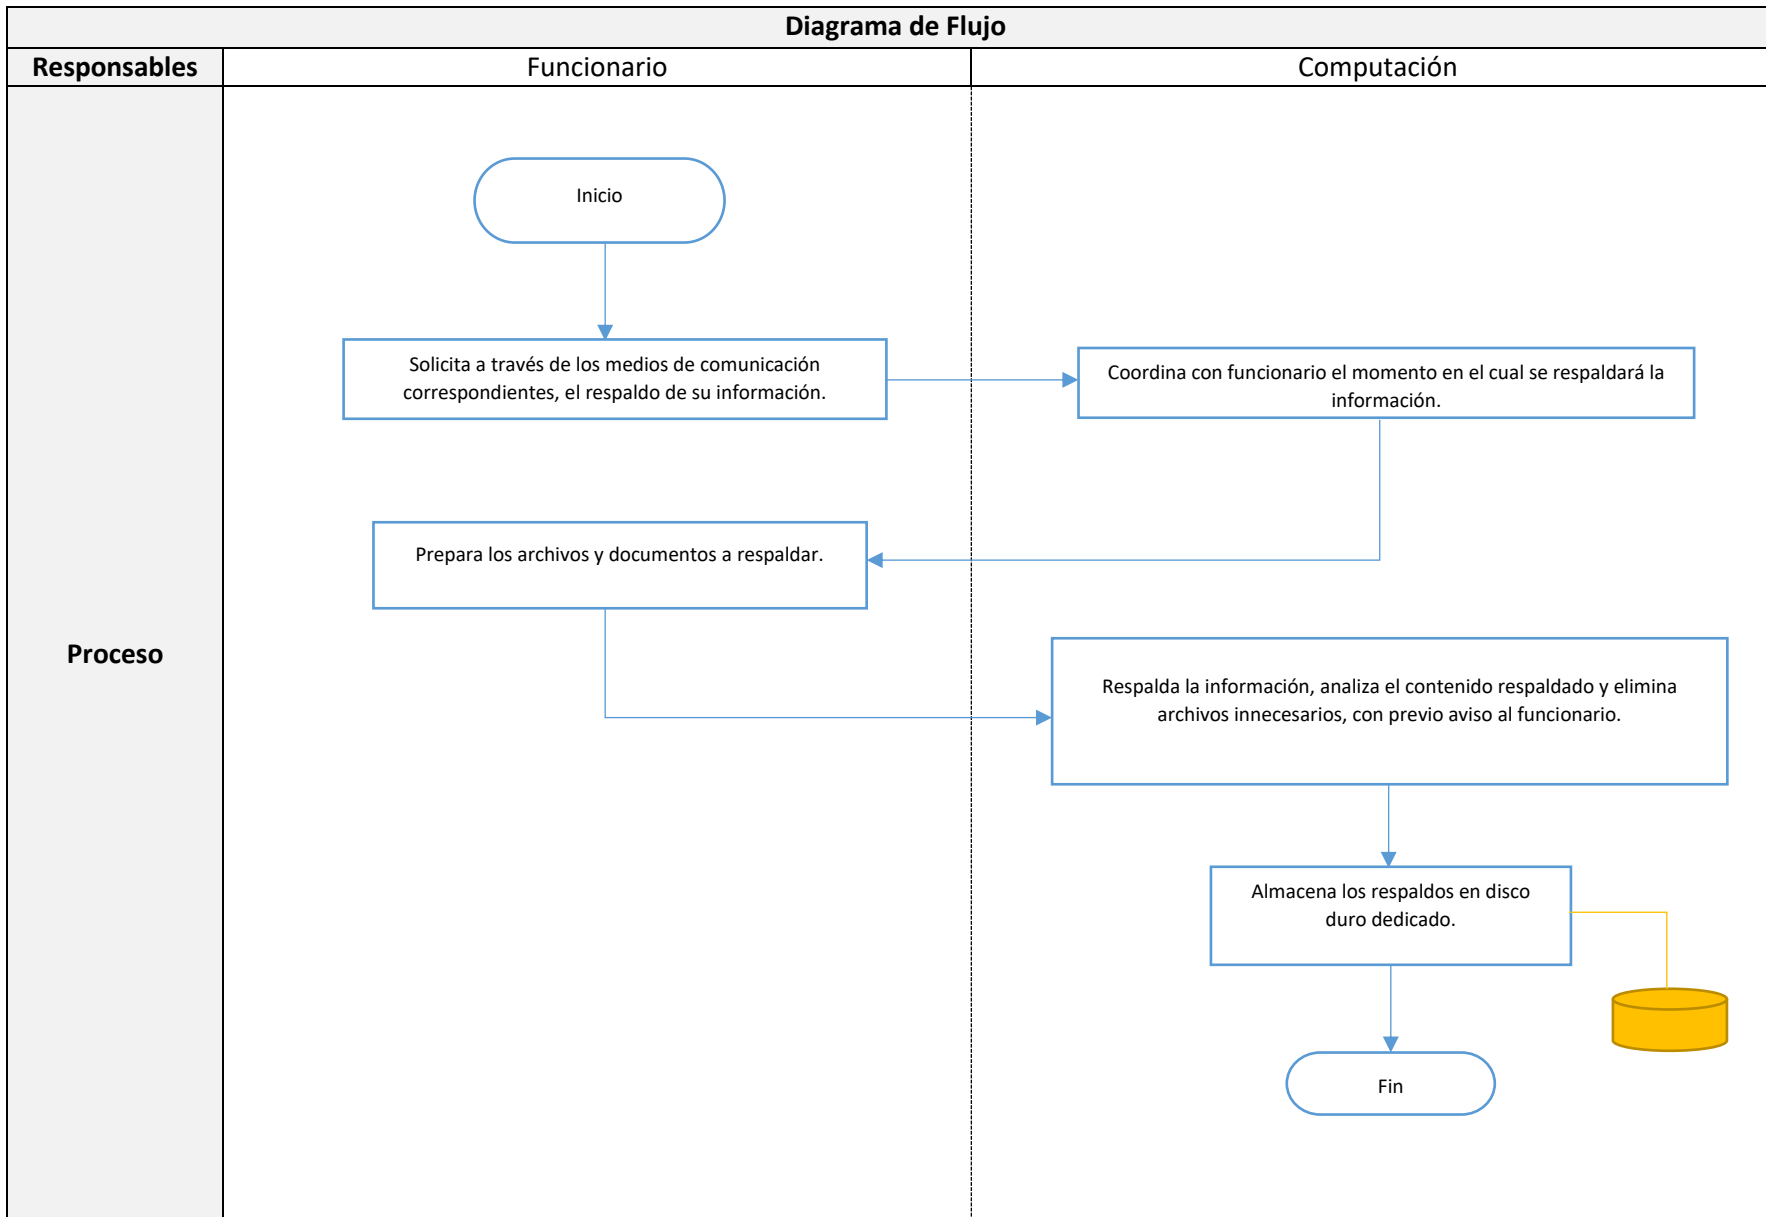 Diagrama de Flujo
Responsables
Funcionario
Computación
Proceso
Inicio
Solicita a través de los medios de comunicación
correspondientes, el respaldo de su información.
Coordina con funcionario el momento en el cual se respaldará la
información.
Prepara los archivos y documentos a respaldar.
Respalda la información, analiza el contenido respaldado y elimina
archivos innecesarios, con previo aviso al funcionario.
Almacena los respaldos en disco
duro dedicado.
Fin